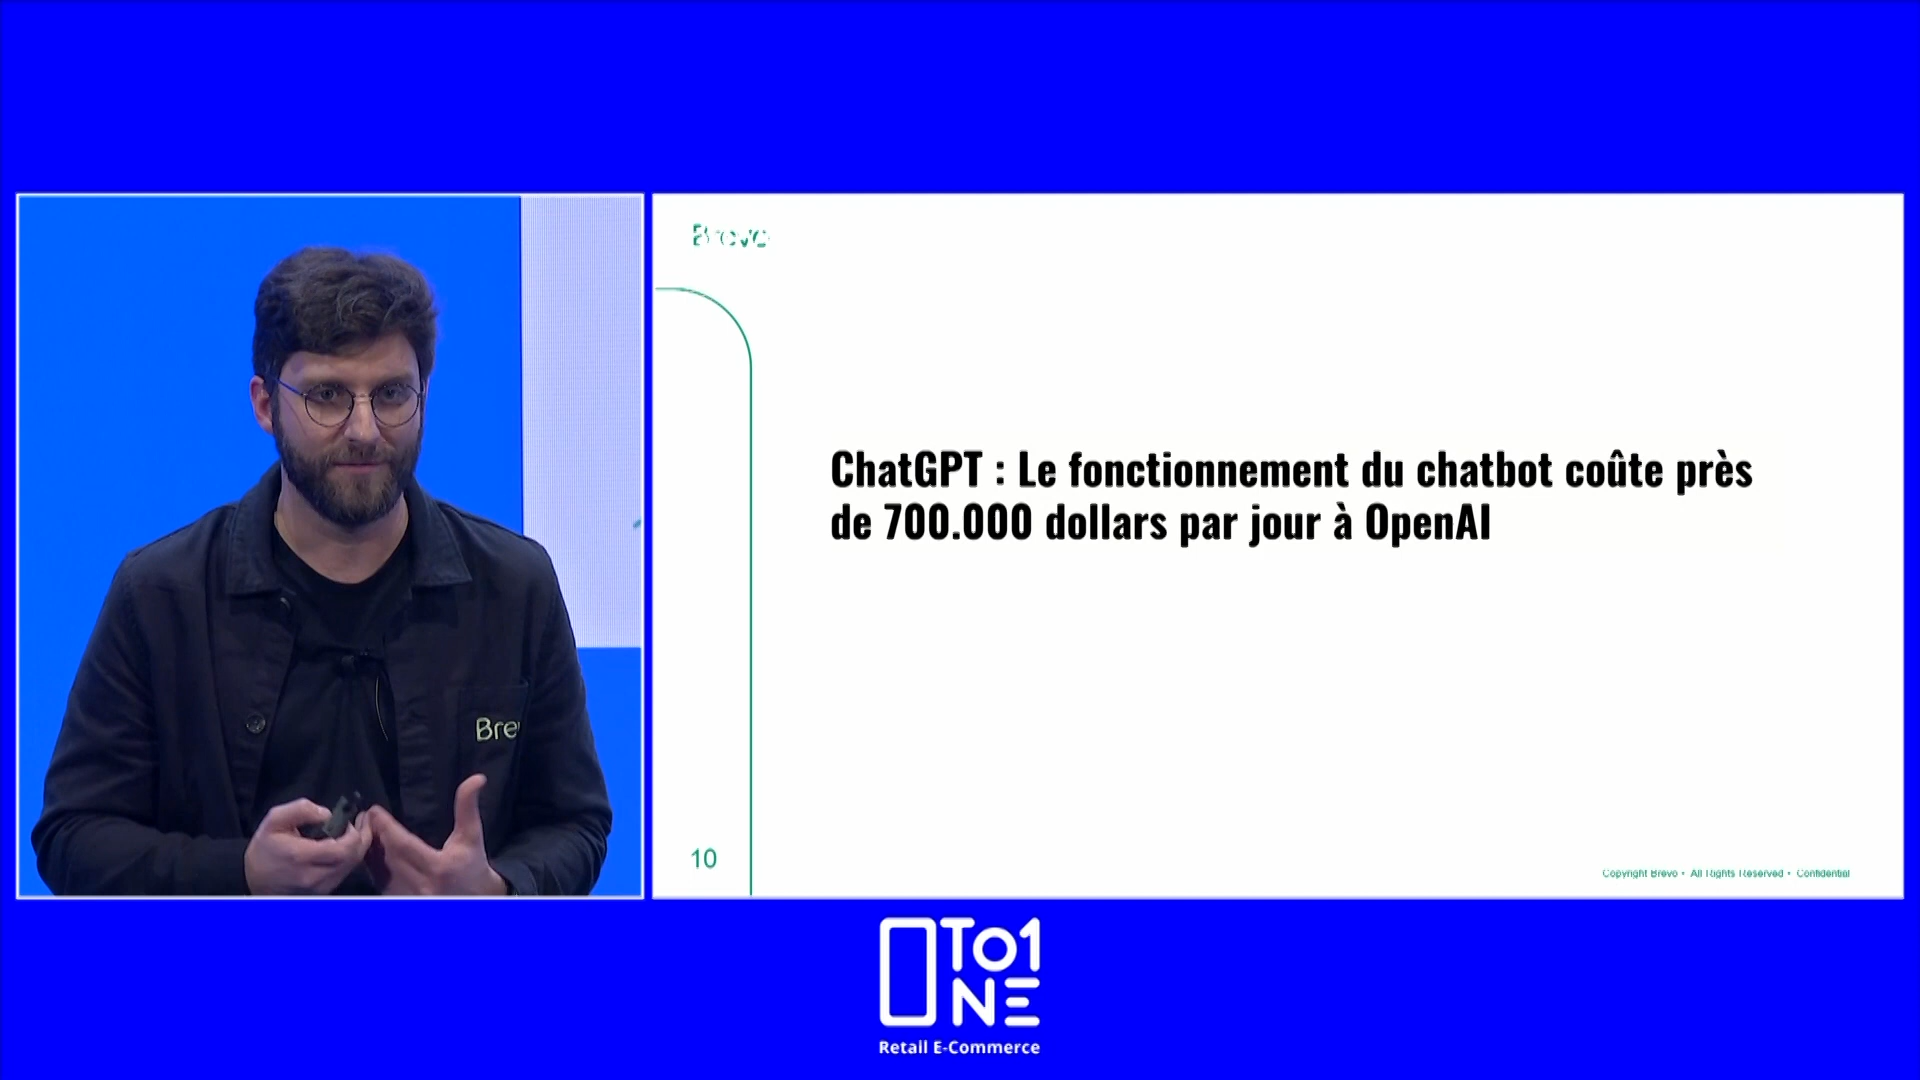 Brevo
ChatGPT : Le fonctionnement du chatbot coûte près
de 700.000 dollars par jour à OpenAI
Bre
10
Copyright Brevo • All Rights Reserved • Confidential
ONE
To1
NE
Retail E-Commerce